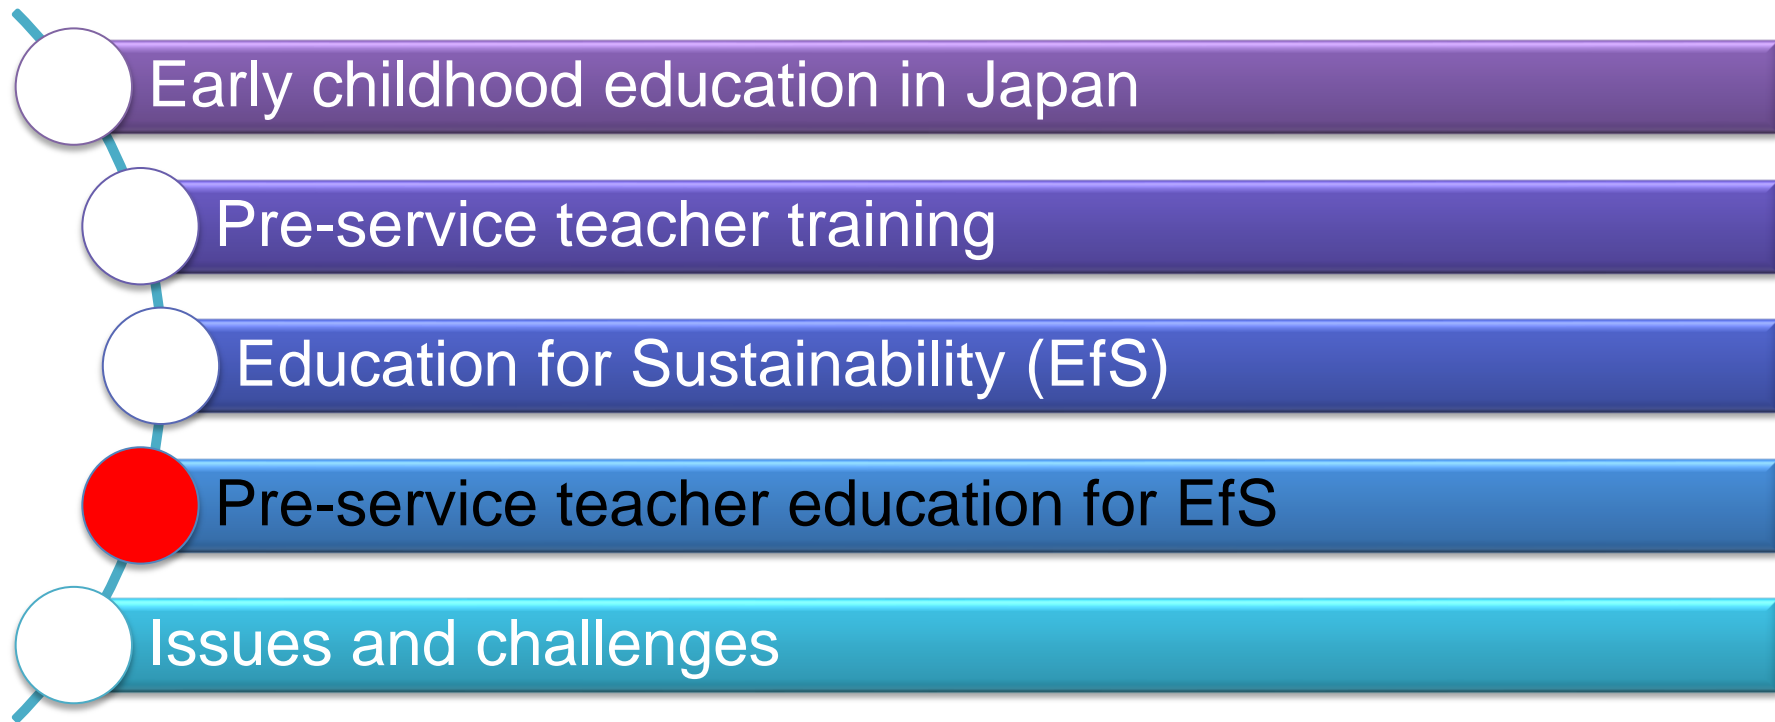 Early childhood education in Japan
Pre-service teacher training
Education for Sustainability (EfS)
Pre-service teacher education for EfS
Issues and challenges